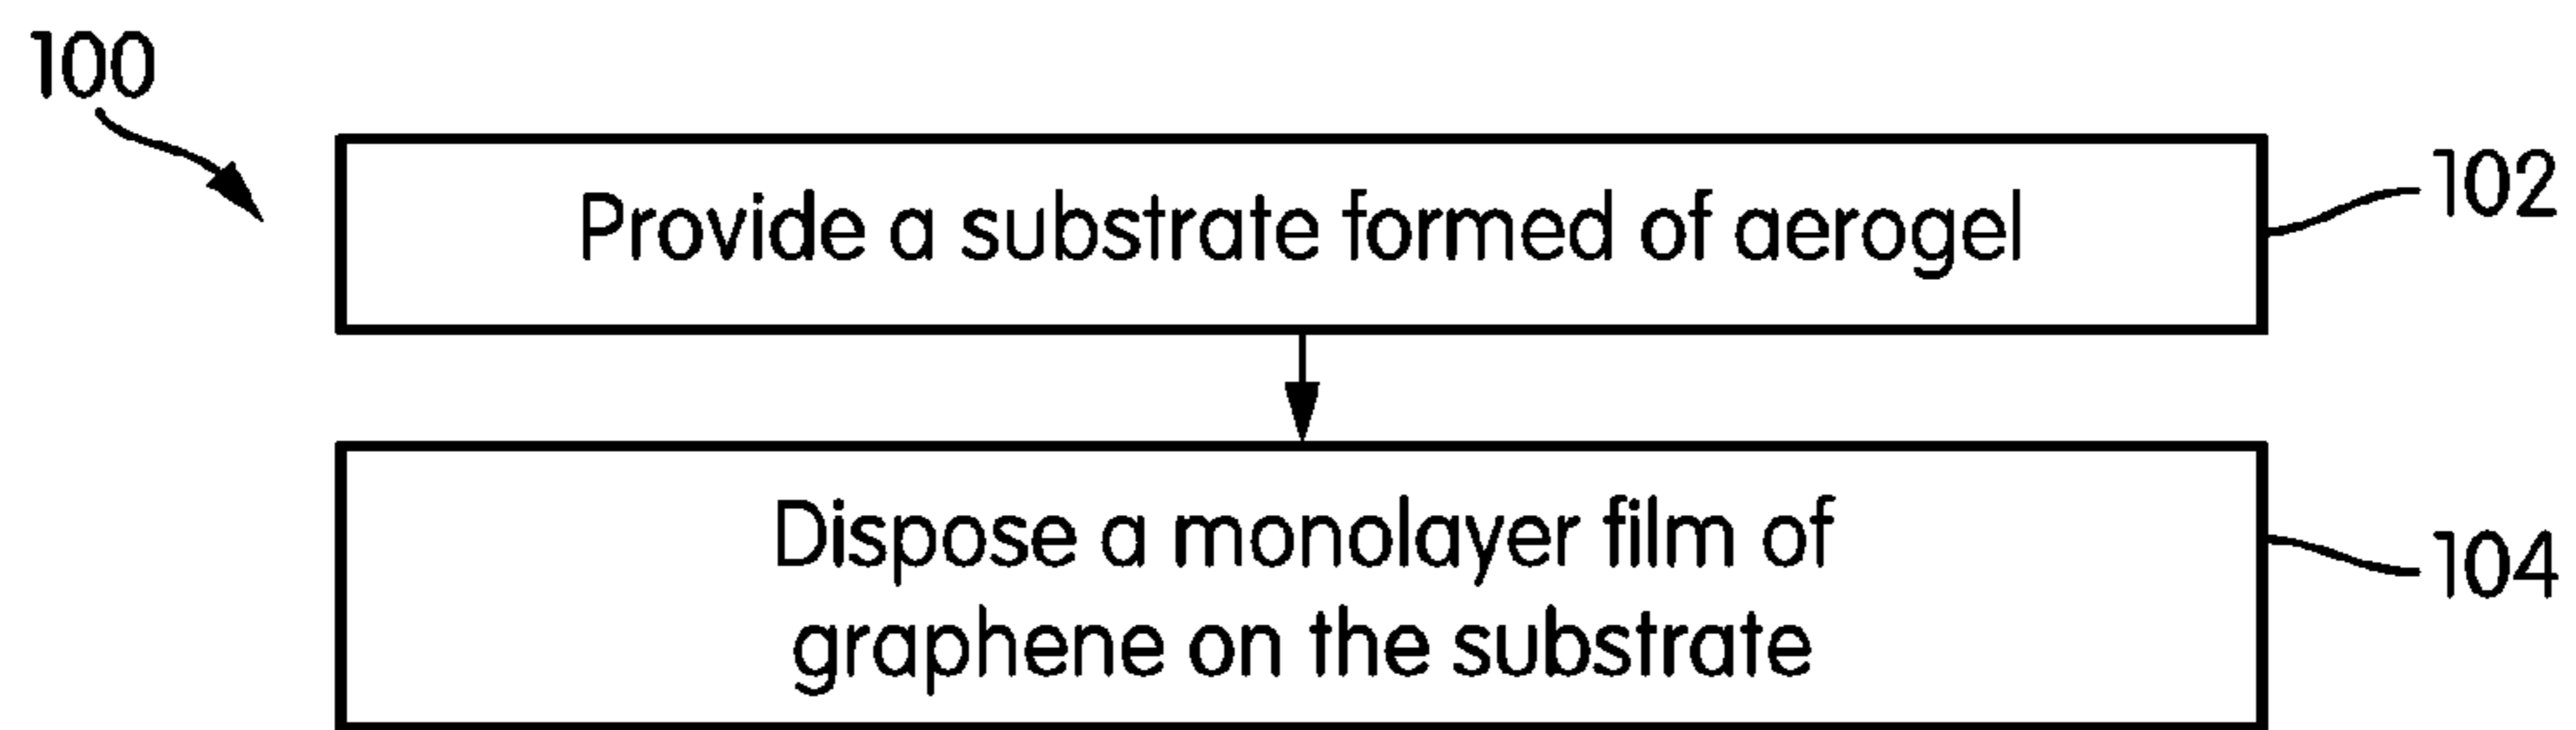 100
Provide a substrate formed of aerogel
102
Dispose a monolayer film of
graphene on the substrate
104